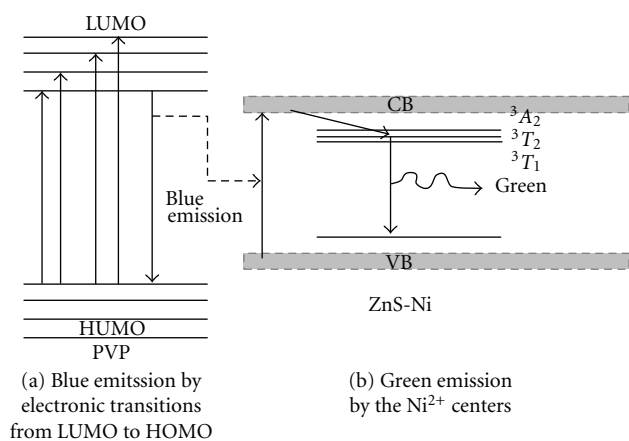 LUMO
Blue
emission
HUMO
PVP
(a) Blue emitssion by
electronic transitions
from LUMO to HOMO
CB
³A₂
³T₂
³T₁
Green
VB
ZnS-Ni
(b) Green emission
by the Ni²⁺ centers